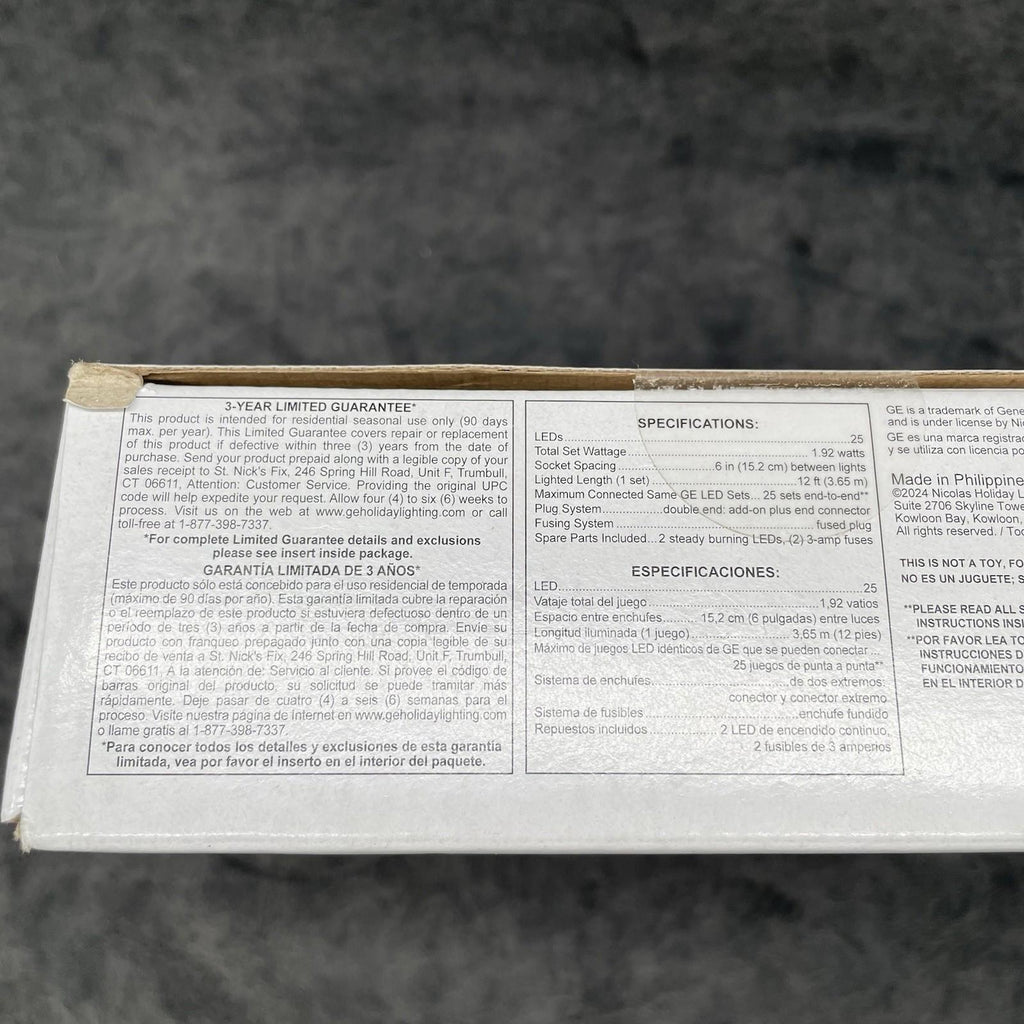 3-YEAR LIMITED GUARANTEE*
This product is intended for residential seasonal use only (90 days
max. per year). This Limited Guarantee covers repair or replacement
of this product if defective within three (3) years from the date of
purchase. Send your product prepaid along with a legible copy of your
sales receipt to St. Nick's Fix, 246 Spring Hill Road, Unit F, Trumbull,
CT 06611, Attention: Customer Service. Providing the original UPC
code will help expedite your request. Allow four (4) to six (6) weeks to
process. Visit us on the web at www.geholidaylighting.com or call
toll-free at 1-877-398-7337.
*For complete Limited Guarantee details and exclusions
please see insert inside package.
GARANTÍA LIMITADA DE 3 AÑOS*
Este producto sólo está concebido para el uso residencial de temporada
(máximo de 90 días por año). Esta garantía limitada cubre la reparación
o el reemplazo de este producto si estuviera defectuoso dentro de un
período de tres (3) años a partir de la fecha de compra. Envíe su
producto con franqueo prepagado junto con una copia legible de su
recibo de venta a St. Nick's Fix, 246 Spring Hill Road, Unit F, Trumbull,
CT 06611, A la atención de: Servicio al cliente. Si provee el código de
barras original del producto, su solicitud se puede tramitar más
rápidamente. Deje pasar de cuatro (4) a seis (6) semanas para el
proceso. Visite nuestra página de Internet en www.geholidaylighting.com
o llame gratis al 1-877-398-7337.
*Para conocer todos los detalles y exclusiones de esta garantía
limitada, vea por favor el inserto en el interior del paquete.
SPECIFICATIONS:
LEDs 25
Total Set Wattage 1.92 watts
Socket Spacing 6 in (15.2 cm) between lights
Lighted Length (1 set) 12 ft (3.65 m)
Maximum Connected Same GE LED Sets... 25 sets end-to-end**
Plug System double end: add-on plus end connector
Fusing System fused plug
Spare Parts Included... 2 steady burning LEDs, (2) 3-amp fuses
ESPECIFICACIONES:
LED 25
Vataje total del juego 1,92 vatios
Espacio entre enchufes 15,2 cm (6 pulgadas) entre luces
Longitud iluminada (1 juego) 3,65 m (12 pies)
Máximo de juegos LED idénticos de GE que se pueden conectar ...
25 juegos de punta a punta**
Sistema de enchufes de dos extremos:
conector y conector extremo
Sistema de fusibles enchufe fundido
Repuestos incluidos 2 LED de encendido continuo,
2 fusibles de 3 amperios
GE is a trademark of Gene
and is under license by Ni
GE es una marca registra
y se utiliza con licencia po
Made in Philippine
©2024 Nicolas Holiday L
Suite 2706 Skyline Towe
Kowloon Bay, Kowloon,
All rights reserved. / To
THIS IS NOT A TOY, FO
NO ES UN JUGUETE; S
**PLEASE READ ALL S
INSTRUCTIONS INSI
**POR FAVOR LEA TO
INSTRUCCIONES D
FUNCIONAMIENTO
EN EL INTERIOR D